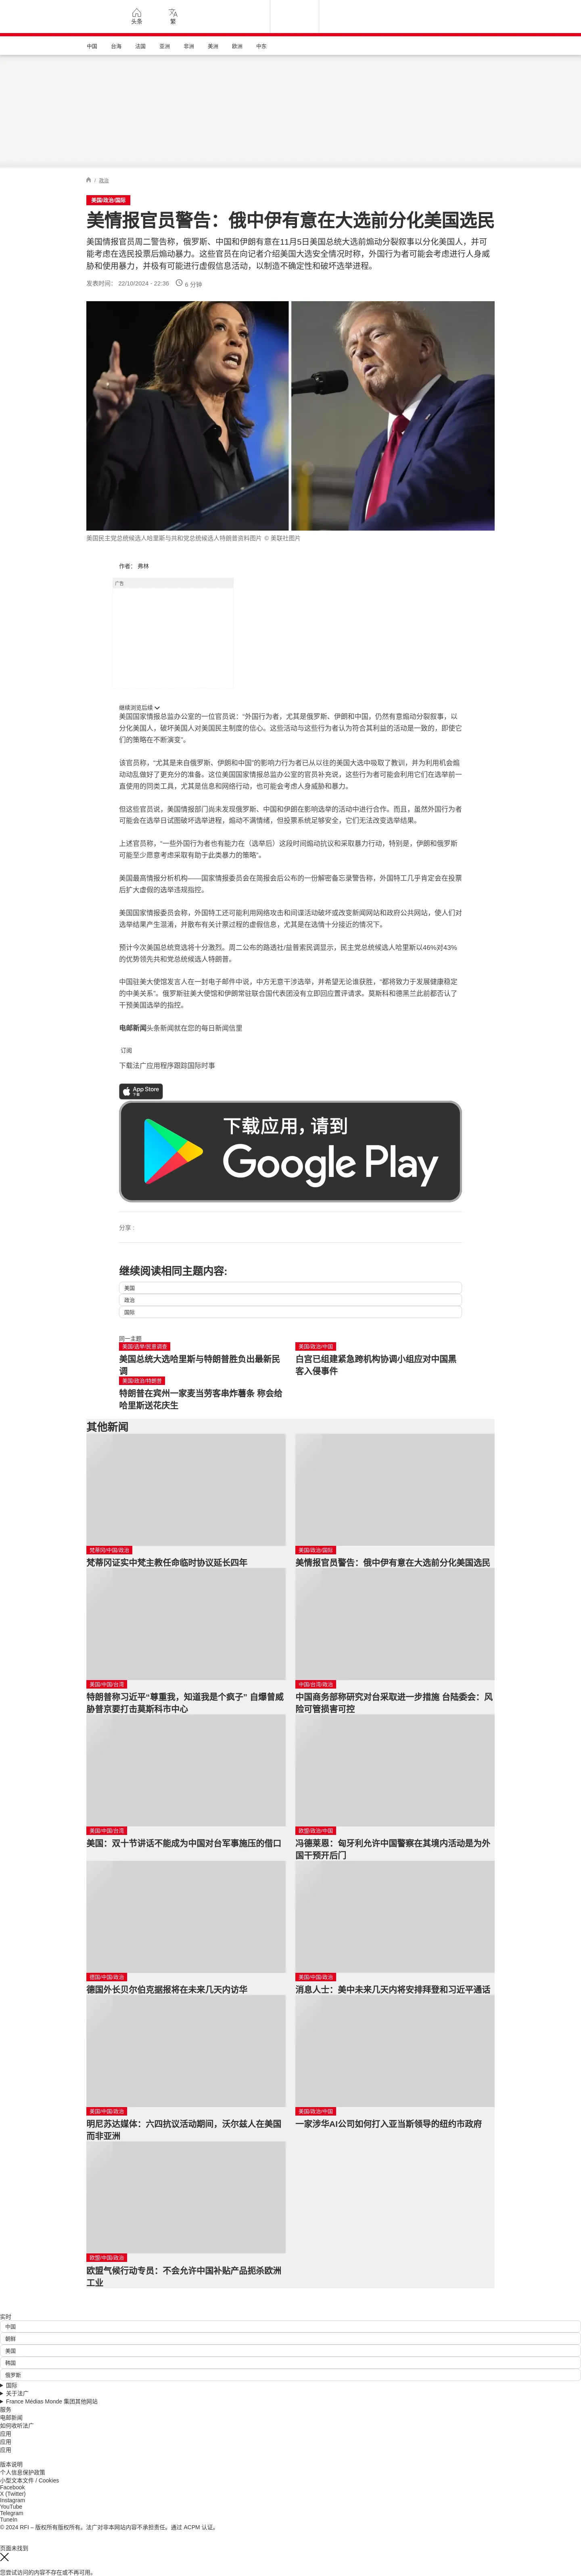 头条
繁
中国 台海 法国 亚洲 非洲 美洲 欧洲 中东
/ 政治
美国/政治/国际
美情报官员警告：俄中伊有意在大选前分化美国选民
美情报官员周二警告称，俄罗斯、中国和伊朗有意在11月5日美国总统大选前煽动分裂叙事以分化美国人，并可
能考虑在选民投票后煽动暴力。这些官员在向记者介绍美国大选安全情况时称，外国行为者可能会考虑进行人身威
胁和使用暴力，并极有可能进行虚假信息活动，以制造不确定性和破坏选举进程。
发表时间： 22/10/2024 - 22:36 6 分钟
美国民主党总统候选人哈里斯与共和党总统候选人特朗普资料图片 © 美联社图片
作者： 弗林
广告
继续浏览后续
美国国家情报总监办公室的一位官员说：“外国行为者，尤其是俄罗斯、伊朗和中国，仍然有意煽动分裂叙事，以
分化美国人，破坏美国人对美国民主制度的信心。这些活动与这些行为者认为符合其利益的活动是一致的，即使它
们的策略在不断演变”。
该官员称，“尤其是来自俄罗斯、伊朗和中国”的影响力行为者已从以往的美国大选中吸取了教训，并为利用机会煽
动动乱做好了更充分的准备。这位美国国家情报总监办公室的官员补充说，这些行为者可能会利用它们在选举前一
直使用的同类工具，尤其是信息和网络行动，也可能会考虑人身威胁和暴力。
但这些官员说，美国情报部门尚未发现俄罗斯、中国和伊朗在影响选举的活动中进行合作。而且，虽然外国行为者
可能会在选举日试图破坏选举进程，煽动不满情绪，但投票系统足够安全，它们无法改变选举结果。
上述官员称，“一些外国行为者也有能力在（选举后）这段时间煽动抗议和采取暴力行动，特别是，伊朗和俄罗斯
可能至少愿意考虑采取有助于此类暴力的策略”。
美国最高情报分析机构——国家情报委员会在简报会后公布的一份解密备忘录警告称，外国特工几乎肯定会在投票
后扩大虚假的选举违规指控。
美国国家情报委员会称，外国特工还可能利用网络攻击和间谍活动破坏或改变新闻网站和政府公共网站，使人们对
选举结果产生混淆，并散布有关计票过程的虚假信息，尤其是在选情十分接近的情况下。
预计今次美国总统竞选将十分激烈。周二公布的路透社/益普索民调显示，民主党总统候选人哈里斯以46%对43%
的优势领先共和党总统候选人特朗普。
中国驻美大使馆发言人在一封电子邮件中说，中方无意干涉选举，并希望无论谁获胜，“都将致力于发展健康稳定
的中美关系”。俄罗斯驻美大使馆和伊朗常驻联合国代表团没有立即回应置评请求。莫斯科和德黑兰此前都否认了
干预美国选举的指控。
电邮新闻头条新闻就在您的每日新闻信里
订阅
下载法广应用程序跟踪国际时事
App Store
下载
下载应用，请到
Google Play
分享 :
继续阅读相同主题内容:
美国
政治
国际
同一主题
美国/选举/民意调查
美国总统大选哈里斯与特朗普胜负出最新民
调
美国/政治/中国
白宫已组建紧急跨机构协调小组应对中国黑
客入侵事件
美国/政治/特朗普
特朗普在宾州一家麦当劳客串炸薯条 称会给
哈里斯送花庆生
其他新闻
梵蒂冈/中国/政治
梵蒂冈证实中梵主教任命临时协议延长四年
美国/政治/国际
美情报官员警告：俄中伊有意在大选前分化美国选民
美国/中国/台湾
特朗普称习近平“尊重我，知道我是个疯子” 自爆曾威
胁普京要打击莫斯科市中心
中国/台湾/政治
中国商务部称研究对台采取进一步措施 台陆委会：风
险可管损害可控
美国/中国/台湾
美国：双十节讲话不能成为中国对台军事施压的借口
欧盟/政治/中国
冯德莱恩：匈牙利允许中国警察在其境内活动是为外
国干预开后门
德国/中国/政治
德国外长贝尔伯克据报将在未来几天内访华
美国/中国/政治
消息人士：美中未来几天内将安排拜登和习近平通话
美国/中国/政治
明尼苏达媒体：六四抗议活动期间，沃尔兹人在美国
而非亚洲
美国/政治/中国
一家涉华AI公司如何打入亚当斯领导的纽约市政府
欧盟/中国/政治
欧盟气候行动专员：不会允许中国补贴产品扼杀欧洲
工业
实时
中国
朝鲜
美国
韩国
俄罗斯
国际
关于法广
France Médias Monde 集团其他网站
服务
电邮新闻
如何收听法广
应用
应用
应用
版本说明
个人信息保护政策
小型文本文件 / Cookies
Facebook
X (Twitter)
Instagram
YouTube
Telegram
TuneIn
© 2024 RFI – 版权所有版权所有。法广对非本网站内容不承担责任。通过 ACPM 认证。
页面未找到
您尝试访问的内容不存在或不再可用。